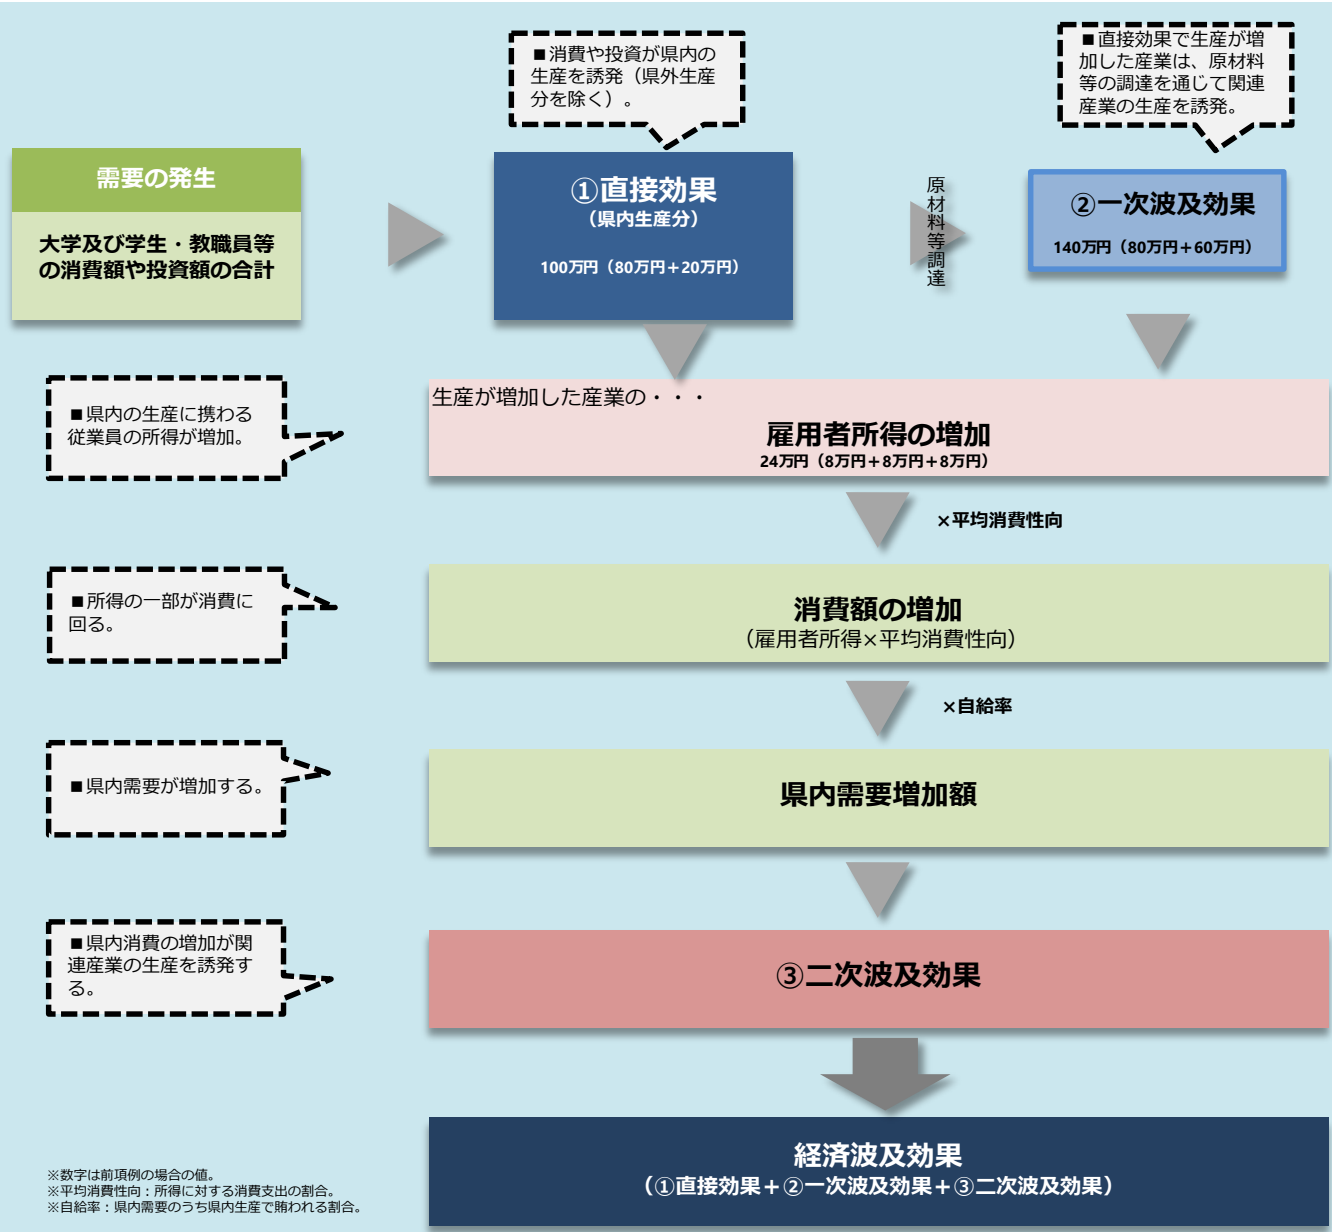 ■消費や投資が県内の
生産を誘発（県外生産
分を除く）。
■直接効果で生産が増
加した産業は、原材料
等の調達を通じて関連
産業の生産を誘発。
需要の発生
大学及び学生・教職員等
の消費額や投資額の合計
①直接効果
（県内生産分）
100万円（80万円＋20万円）
原材料等調達
②一次波及効果
140万円（80万円＋60万円）
■県内の生産に携わる
従業員の所得が増加。
生産が増加した産業の・・・
雇用者所得の増加
24万円（8万円＋8万円＋8万円）
×平均消費性向
■所得の一部が消費に
回る。
消費額の増加
（雇用者所得×平均消費性向）
×自給率
■県内需要が増加する。
県内需要増加額
■県内消費の増加が関
連産業の生産を誘発す
る。
③二次波及効果
経済波及効果
（①直接効果＋②一次波及効果＋③二次波及効果）
※数字は前項例の場合の値。
※平均消費性向：所得に対する消費支出の割合。
※自給率：県内需要のうち県内生産で賄われる割合。